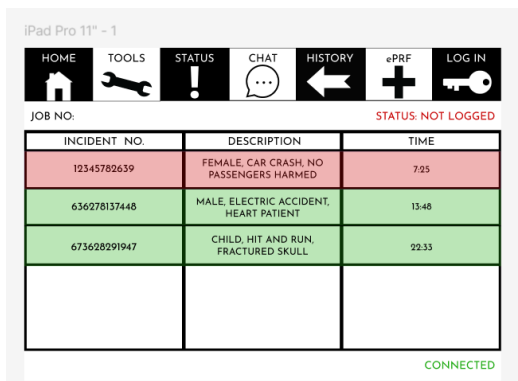 iPad Pro 11" - 1
HOME TOOLS STATUS CHAT HISTORY ePRF LOG IN
JOB NO: STATUS: NOT LOGGED
INCIDENT NO. DESCRIPTION TIME
12345782639 FEMALE, CAR CRASH, NO PASSENGERS HARMED 7:25
636278137448 MALE, ELECTRIC ACCIDENT, HEART PATIENT 13:48
673628291947 CHILD, HIT AND RUN, FRACTURED SKULL 22:33
CONNECTED